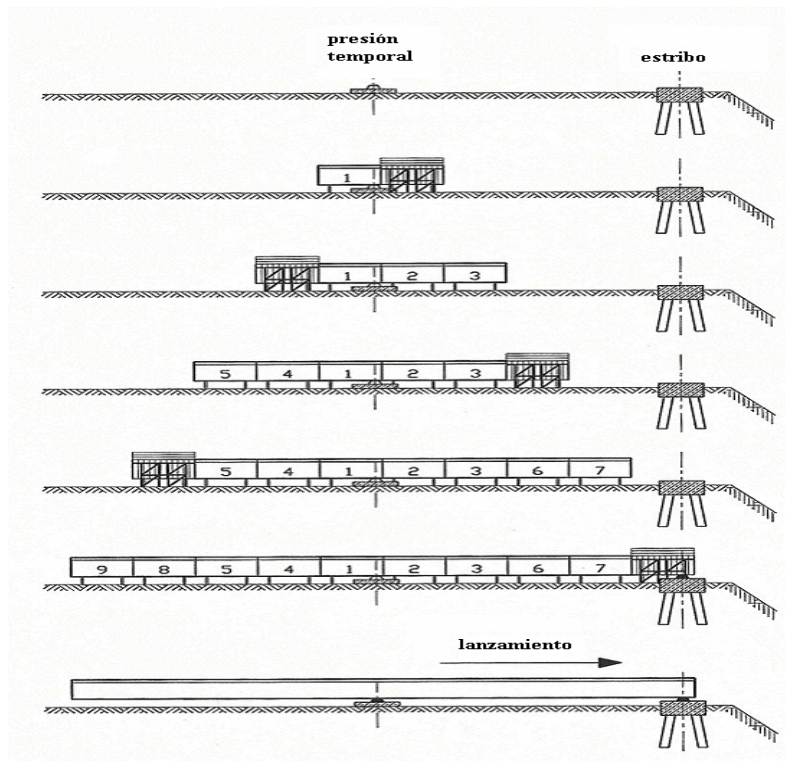 presión
temporal
estribo
1
1 2 3
5 4 1 2 3
5 4 1 2 3 6 7
9 8 5 4 1 2 3 6 7
lanzamiento